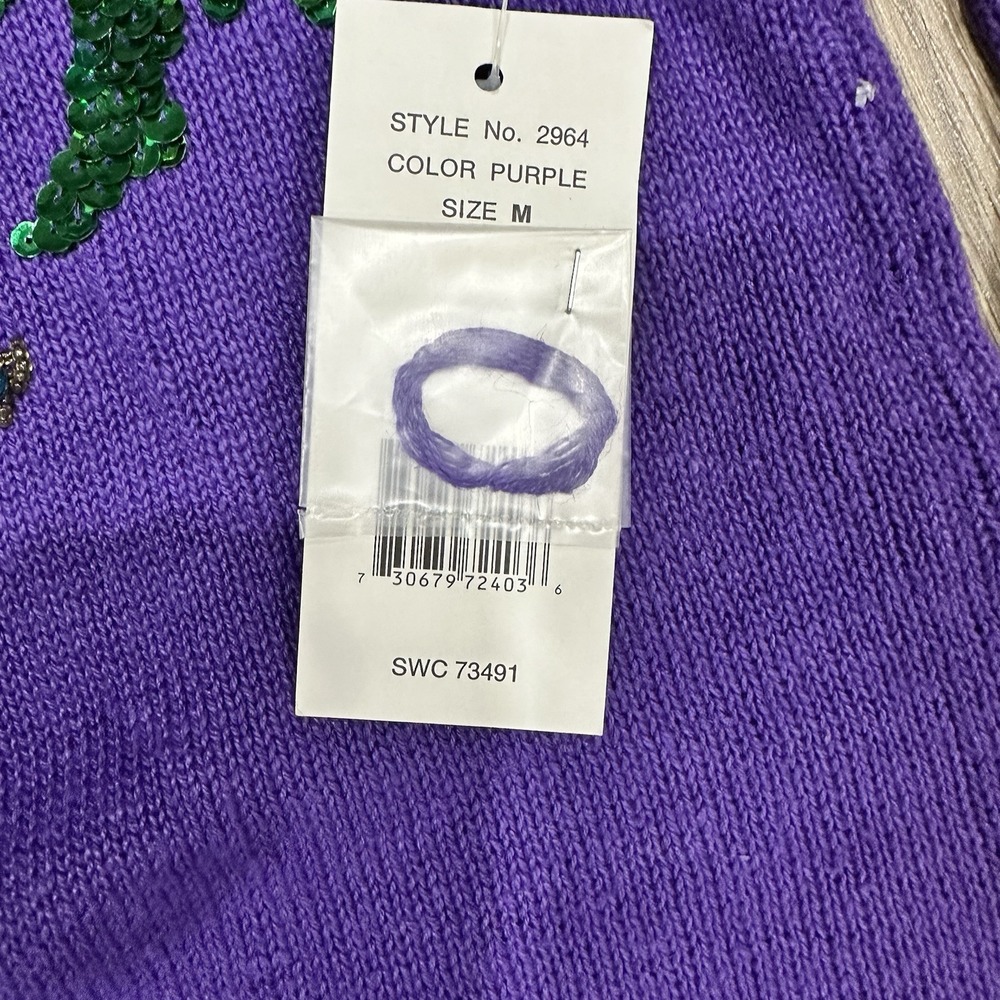 STYLE No. 2964
COLOR PURPLE
SIZE M
7 30679 72403 6
SWC 73491